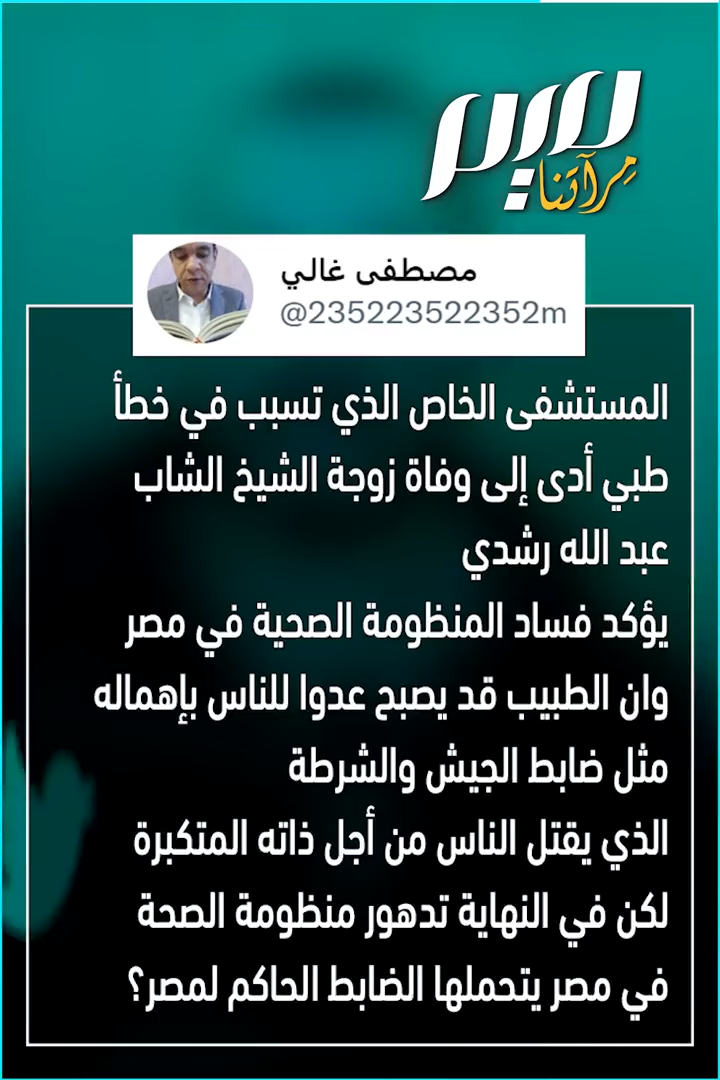 سير
مِرآتنا
مصطفى غالي
@235223522352m
المستشفى الخاص الذي تسبب في خطأ
طبي أدى إلى وفاة زوجة الشيخ الشاب
عبد الله رشدي
يؤكد فساد المنظومة الصحية في مصر
وان الطبيب قد يصبح عدوا للناس بإهماله
مثل ضابط الجيش والشرطة
الذي يقتل الناس من أجل ذاته المتكبرة
لكن في النهاية تدهور منظومة الصحة
في مصر يتحملها الضابط الحاكم لمصر؟